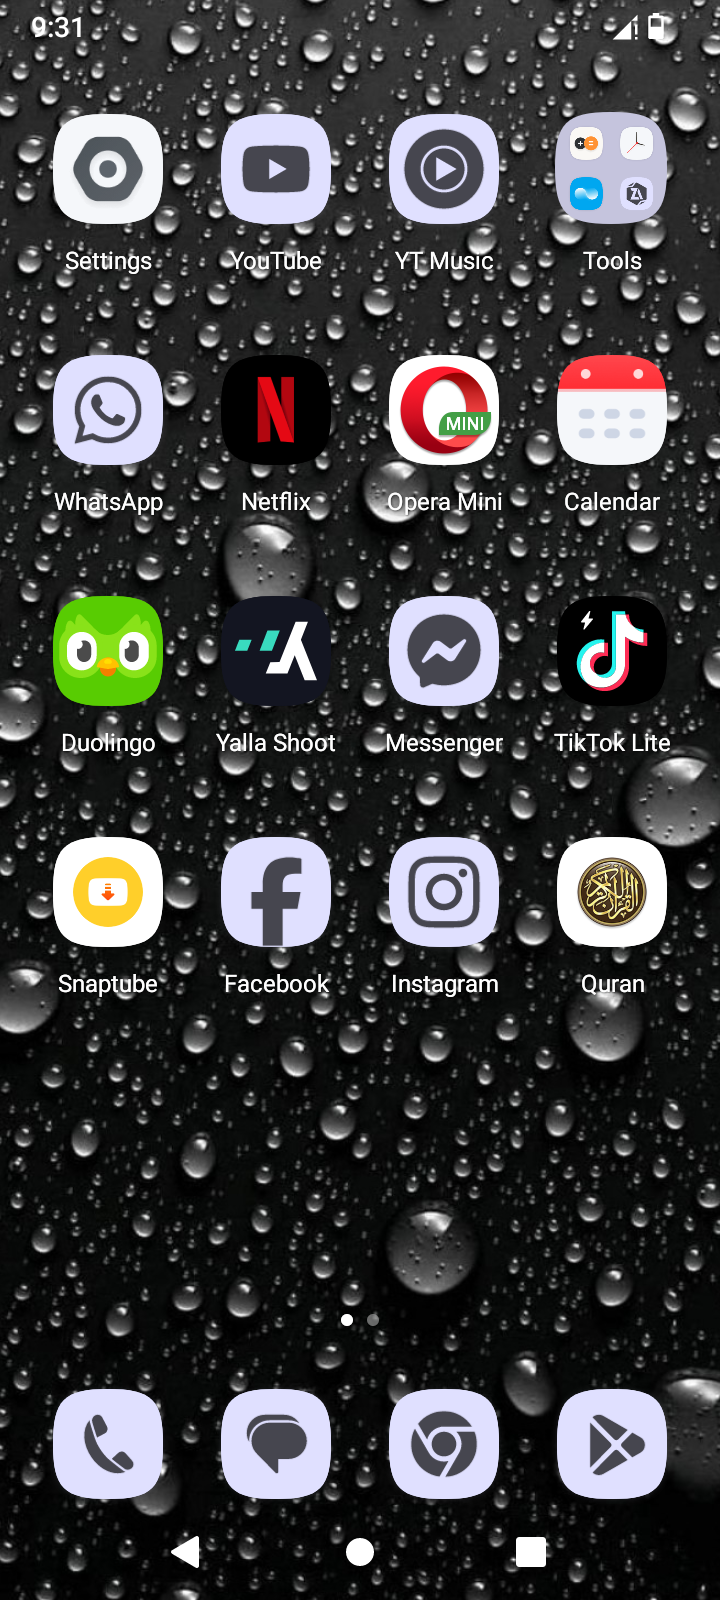 9:31
Settings
YouTube
YT Music
Tools
WhatsApp
Netflix
MINI
Opera Mini
Calendar
Duolingo
Yalla Shoot
Messenger
TikTok Lite
Snaptube
Facebook
Instagram
Quran